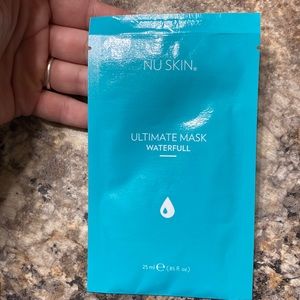 NU SKIN®
ULTIMATE MASK
WATERFULL
25 ml ℮ (.85 fl. oz)